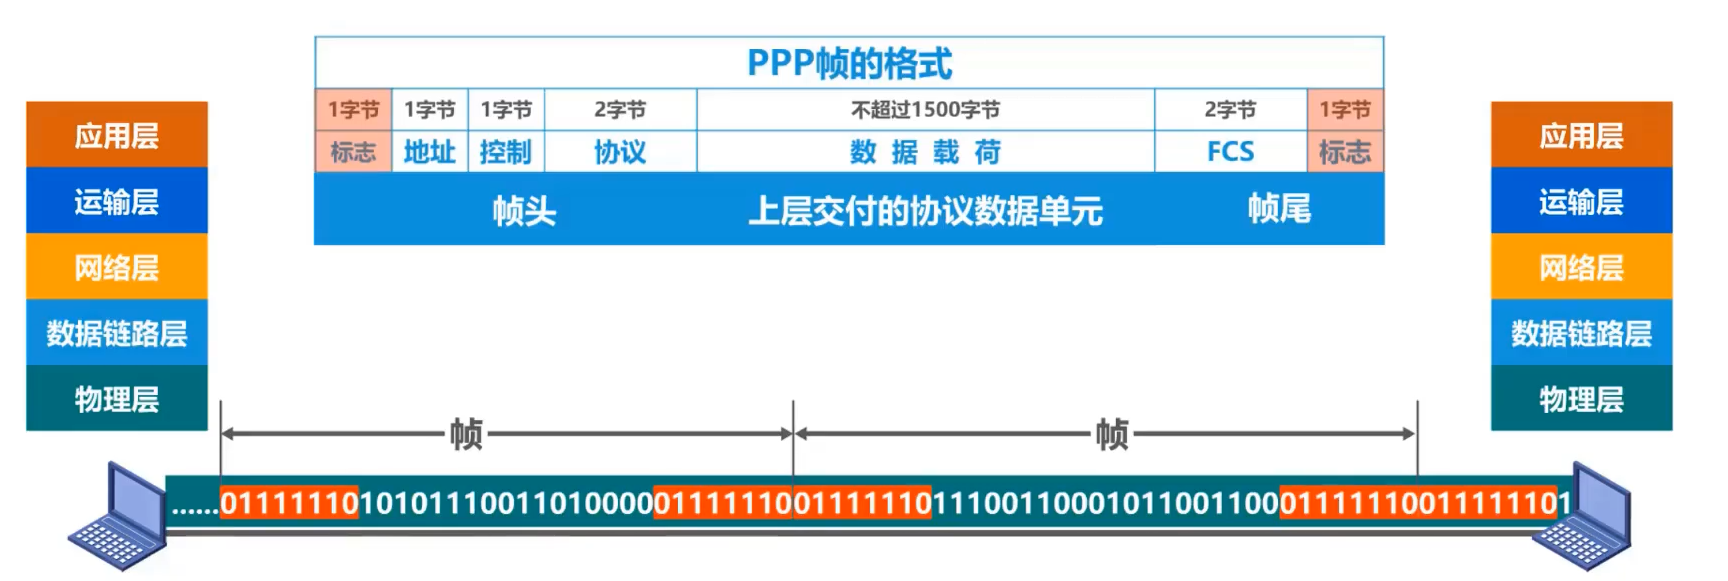 PPP帧的格式
1字节 1字节 1字节 2字节 不超过1500字节 2字节 1字节
标志 地址 控制 协议 数据载荷 FCS 标志
帧头 上层交付的协议数据单元 帧尾
应用层
运输层
网络层
数据链路层
物理层
应用层
运输层
网络层
数据链路层
物理层
帧 帧
......011111101010111001101000001111110011111101110011000101100110001111110011111101